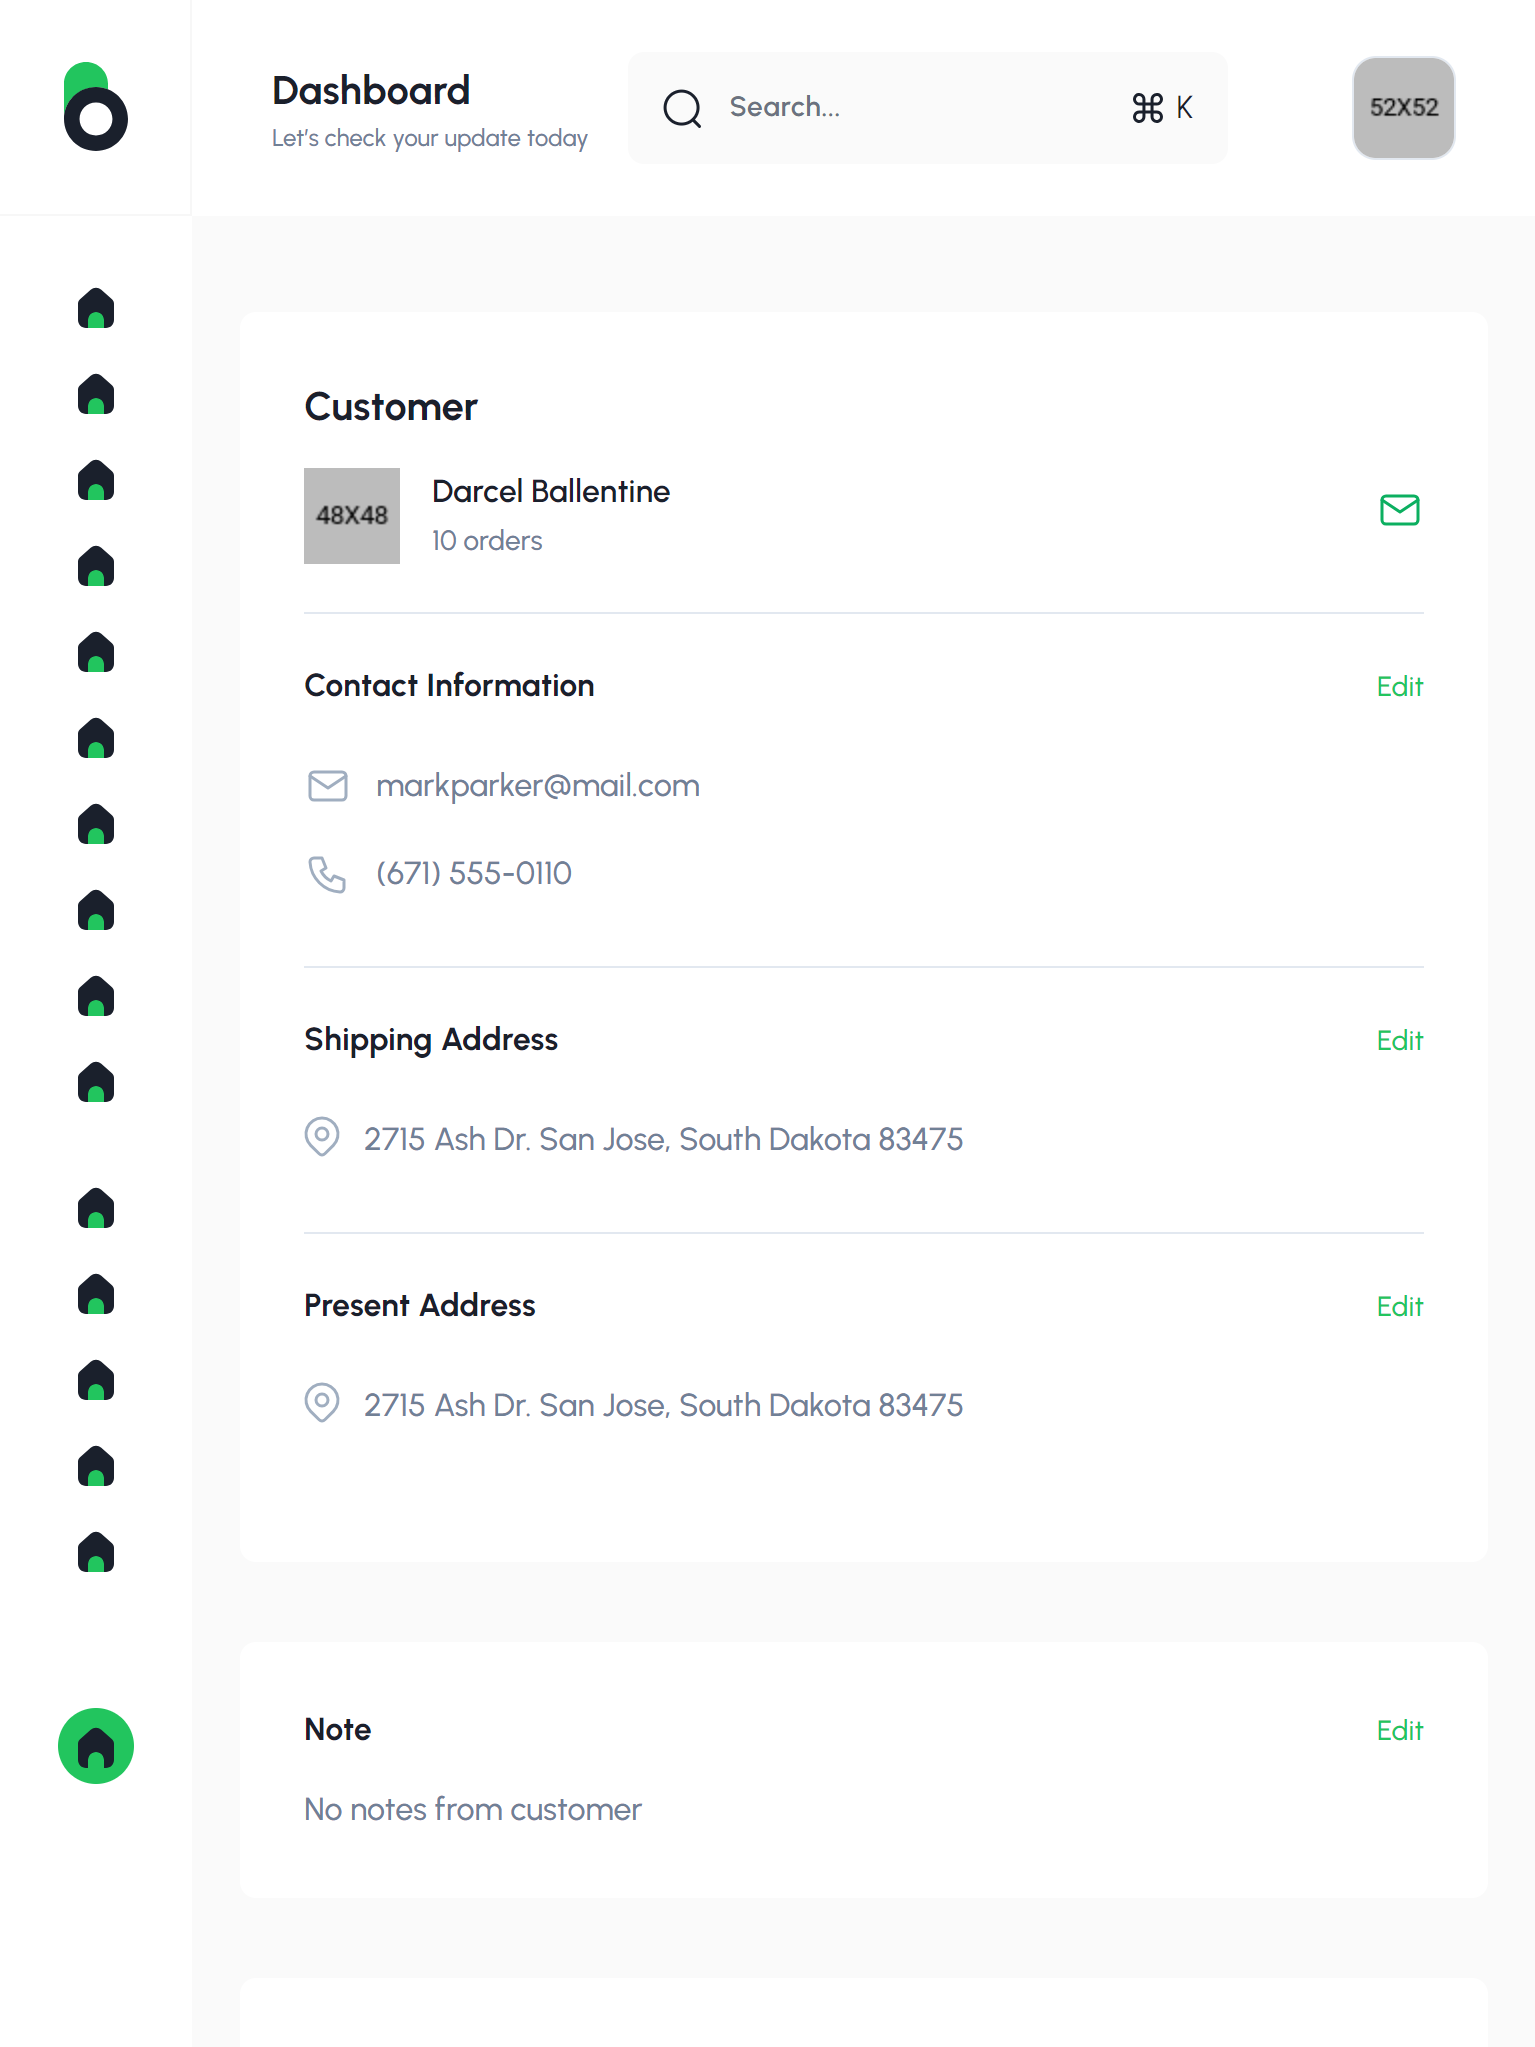 Dashboard
Let's check your update today
Search...
⌘ K
52X52
Customer
48X48
Darcel Ballentine
10 orders
Contact Information
Edit
markparker@mail.com
(671) 555-0110
Shipping Address
Edit
2715 Ash Dr. San Jose, South Dakota 83475
Present Address
Edit
2715 Ash Dr. San Jose, South Dakota 83475
Note
Edit
No notes from customer